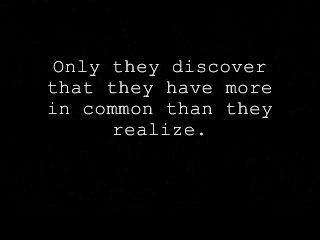 Only they discover
that they have more
in common than they
realize.